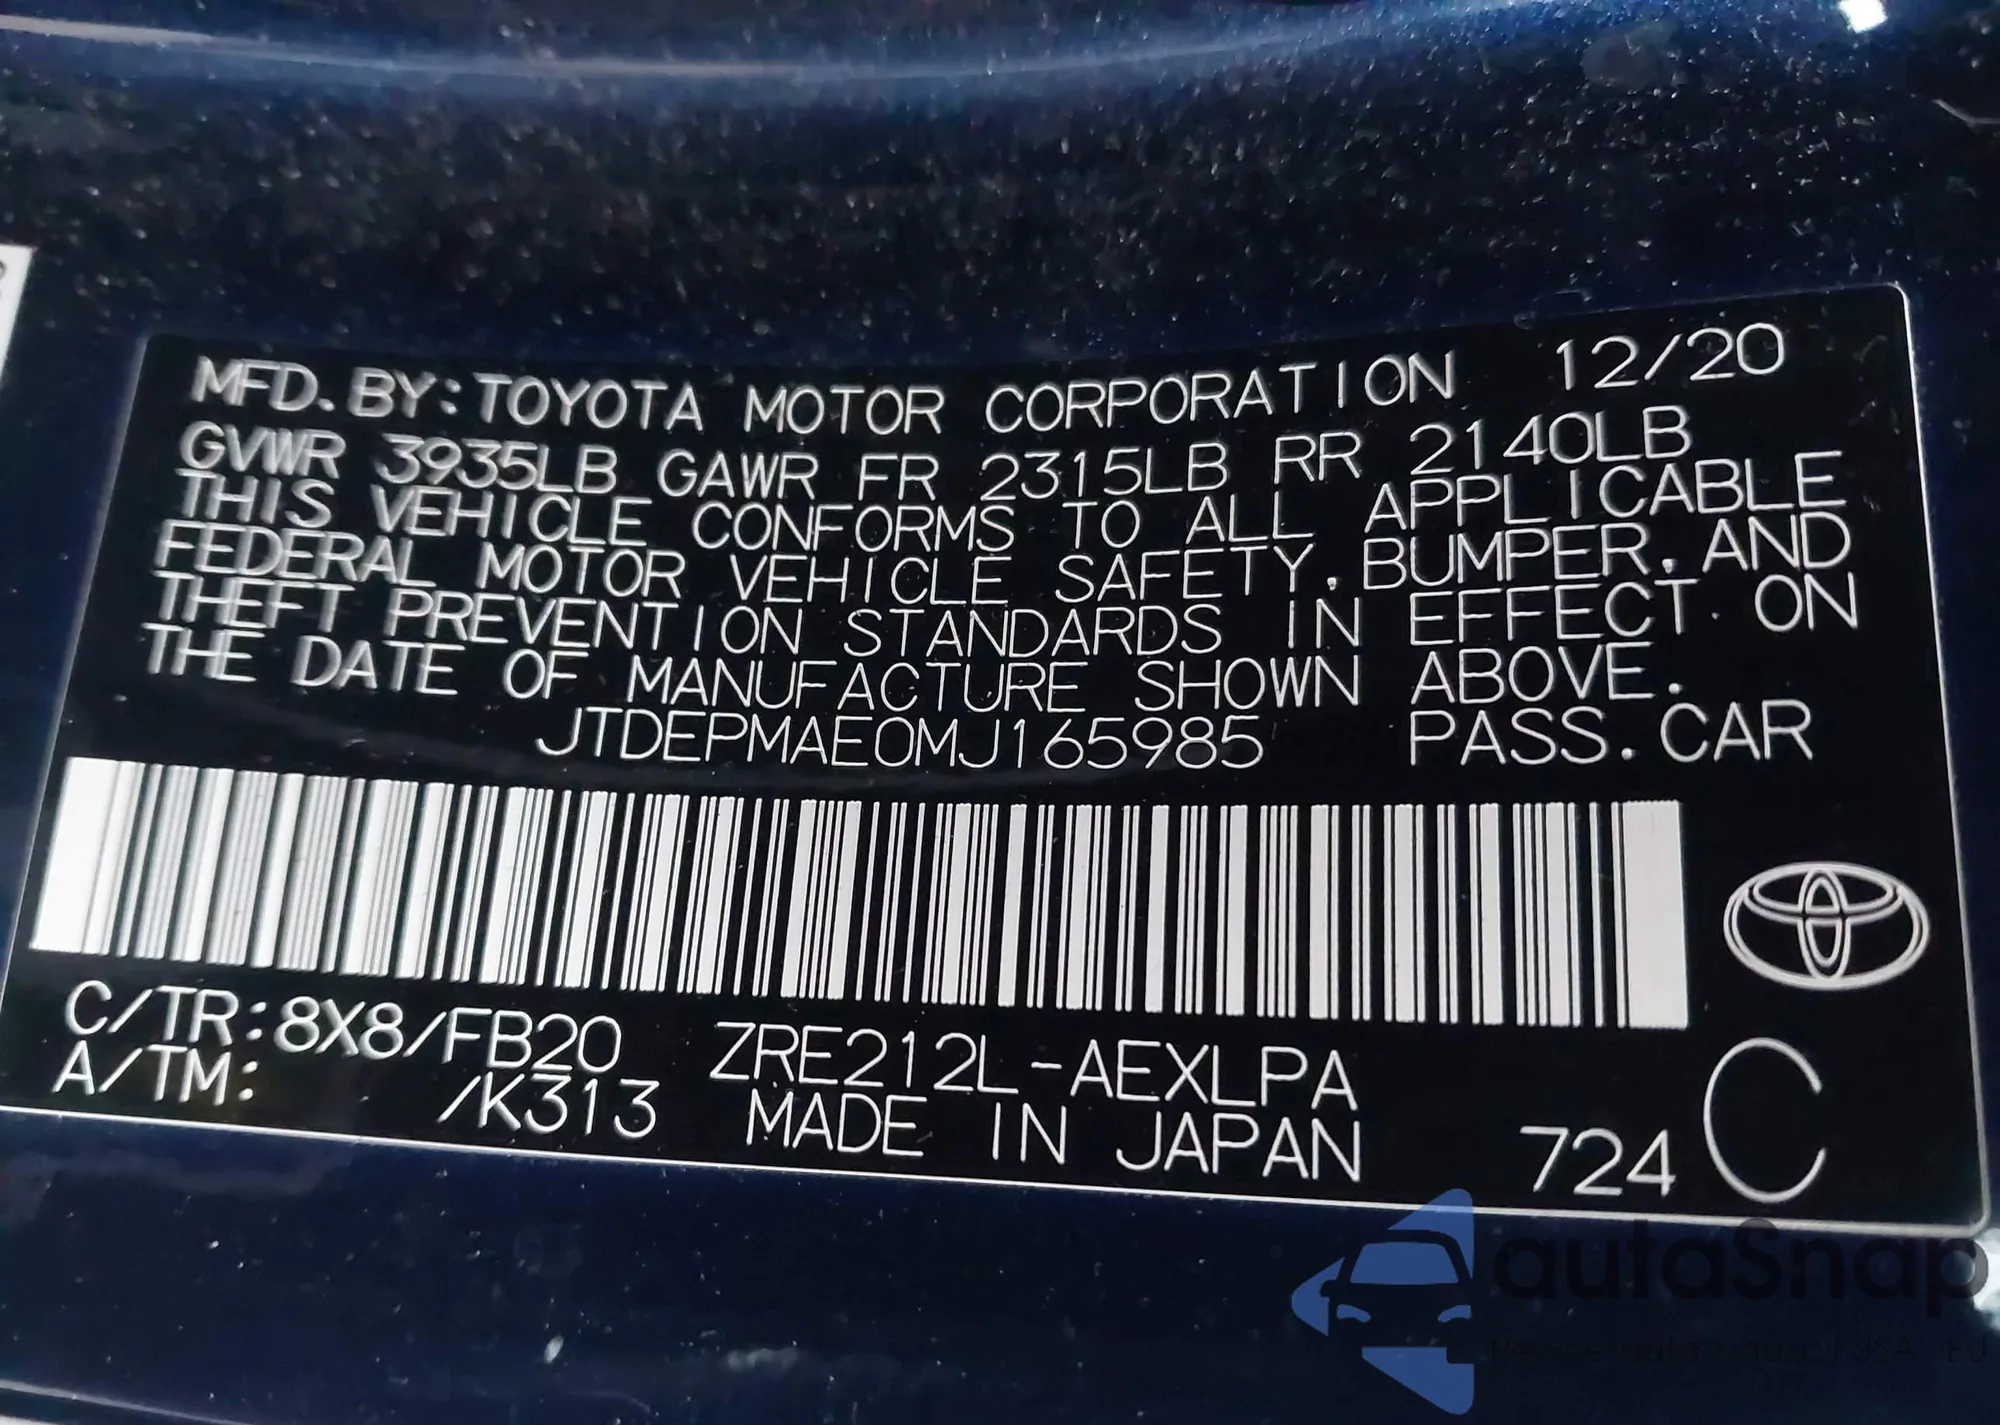 MFD. BY: TOYOTA MOTOR CORPORATION 12/20
GVWR 3935LB GAWR FR 2315LB RR 2140LB
THIS VEHICLE CONFORMS TO ALL APPLICABLE
FEDERAL MOTOR VEHICLE SAFETY, BUMPER, AND
THEFT PREVENTION STANDARDS IN EFFECT ON
THE DATE OF MANUFACTURE SHOWN ABOVE.
JTDEPMAE0MJ165985 PASS. CAR
C/TR: 8X8/FB20 ZRE212L-AEXLPA C
A/TM: /K313 MADE IN JAPAN 724
autaSnap